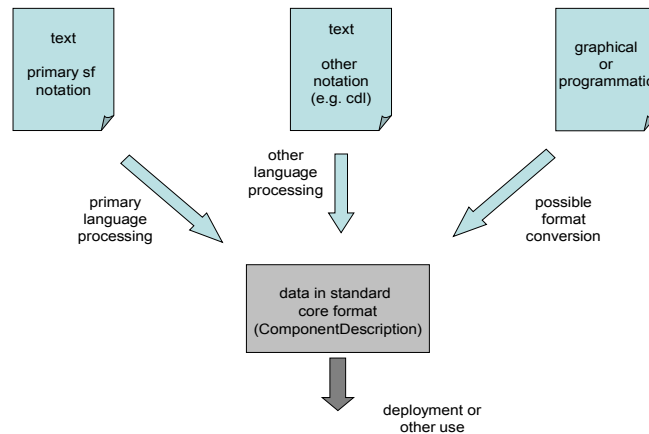 text
primary sf
notation
text
other
notation
(e.g. cdl)
graphical
or
programmatic
primary
language
processing
other
language
processing
possible
format
conversion
data in standard
core format
(ComponentDescription)
deployment or
other use